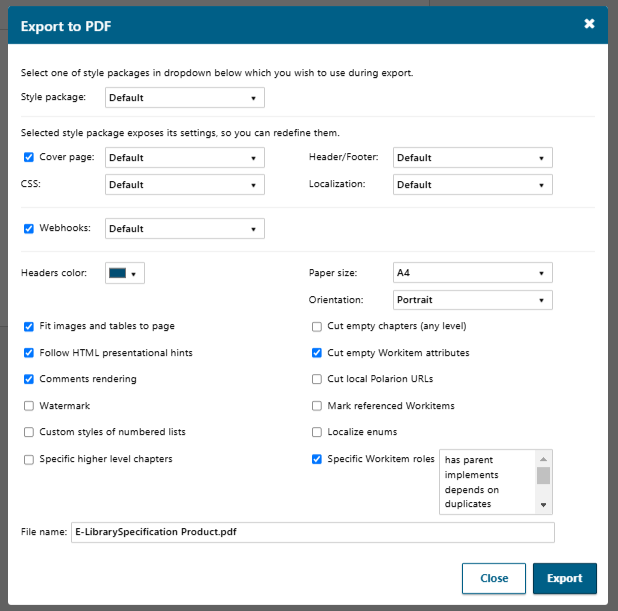 Export to PDF
Select one of style packages in dropdown below which you wish to use during export.
Style package: Default
Selected style package exposes its settings, so you can redefine them.
Cover page: Default Header/Footer: Default
CSS: Default Localization: Default
Webhooks: Default
Headers color: Paper size: A4
Orientation: Portrait
Fit images and tables to page Cut empty chapters (any level)
Follow HTML presentational hints Cut empty Workitem attributes
Comments rendering Cut local Polarion URLs
Watermark Mark referenced Workitems
Custom styles of numbered lists Localize enums
Specific higher level chapters Specific Workitem roles has parent
implements
depends on
duplicates
File name: E-LibrarySpecification Product.pdf
Close Export